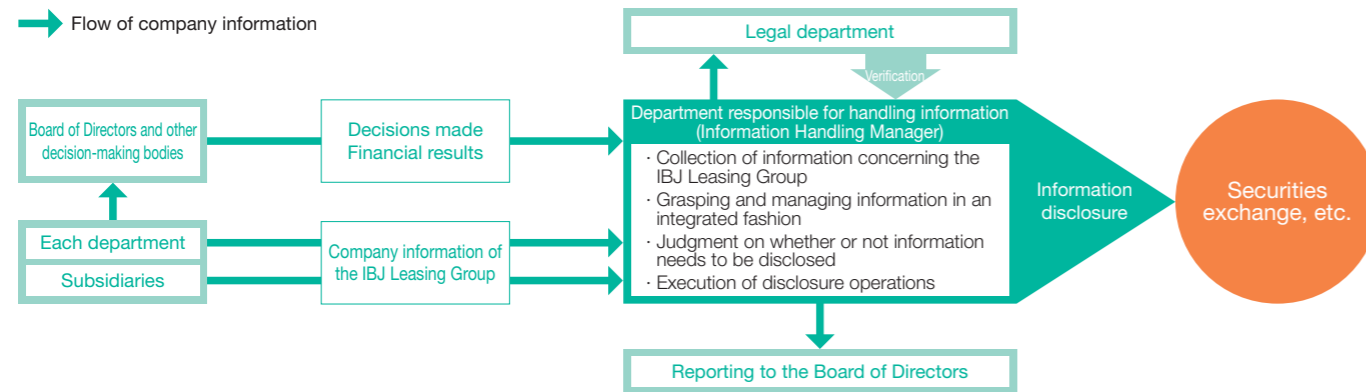 Flow of company information
Legal department
Verification
Board of Directors and other
decision-making bodies
Decisions made
Financial results
Each department
Subsidiaries
Company information of
the IBJ Leasing Group
Department responsible for handling information
(Information Handling Manager)
· Collection of information concerning the
IBJ Leasing Group
· Grasping and managing information in an
integrated fashion
· Judgment on whether or not information
needs to be disclosed
· Execution of disclosure operations
Information
disclosure
Securities
exchange, etc.
Reporting to the Board of Directors